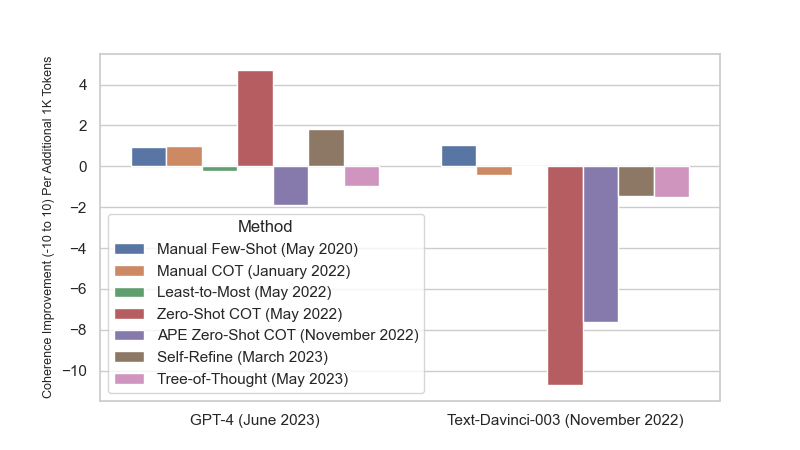 Coherence Improvement (-10 to 10) Per Additional 1K Tokens
4
2
0
−2
−4
−6
−8
−10
Method
Manual Few-Shot (May 2020)
Manual COT (January 2022)
Least-to-Most (May 2022)
Zero-Shot COT (May 2022)
APE Zero-Shot COT (November 2022)
Self-Refine (March 2023)
Tree-of-Thought (May 2023)
GPT-4 (June 2023)
Text-Davinci-003 (November 2022)